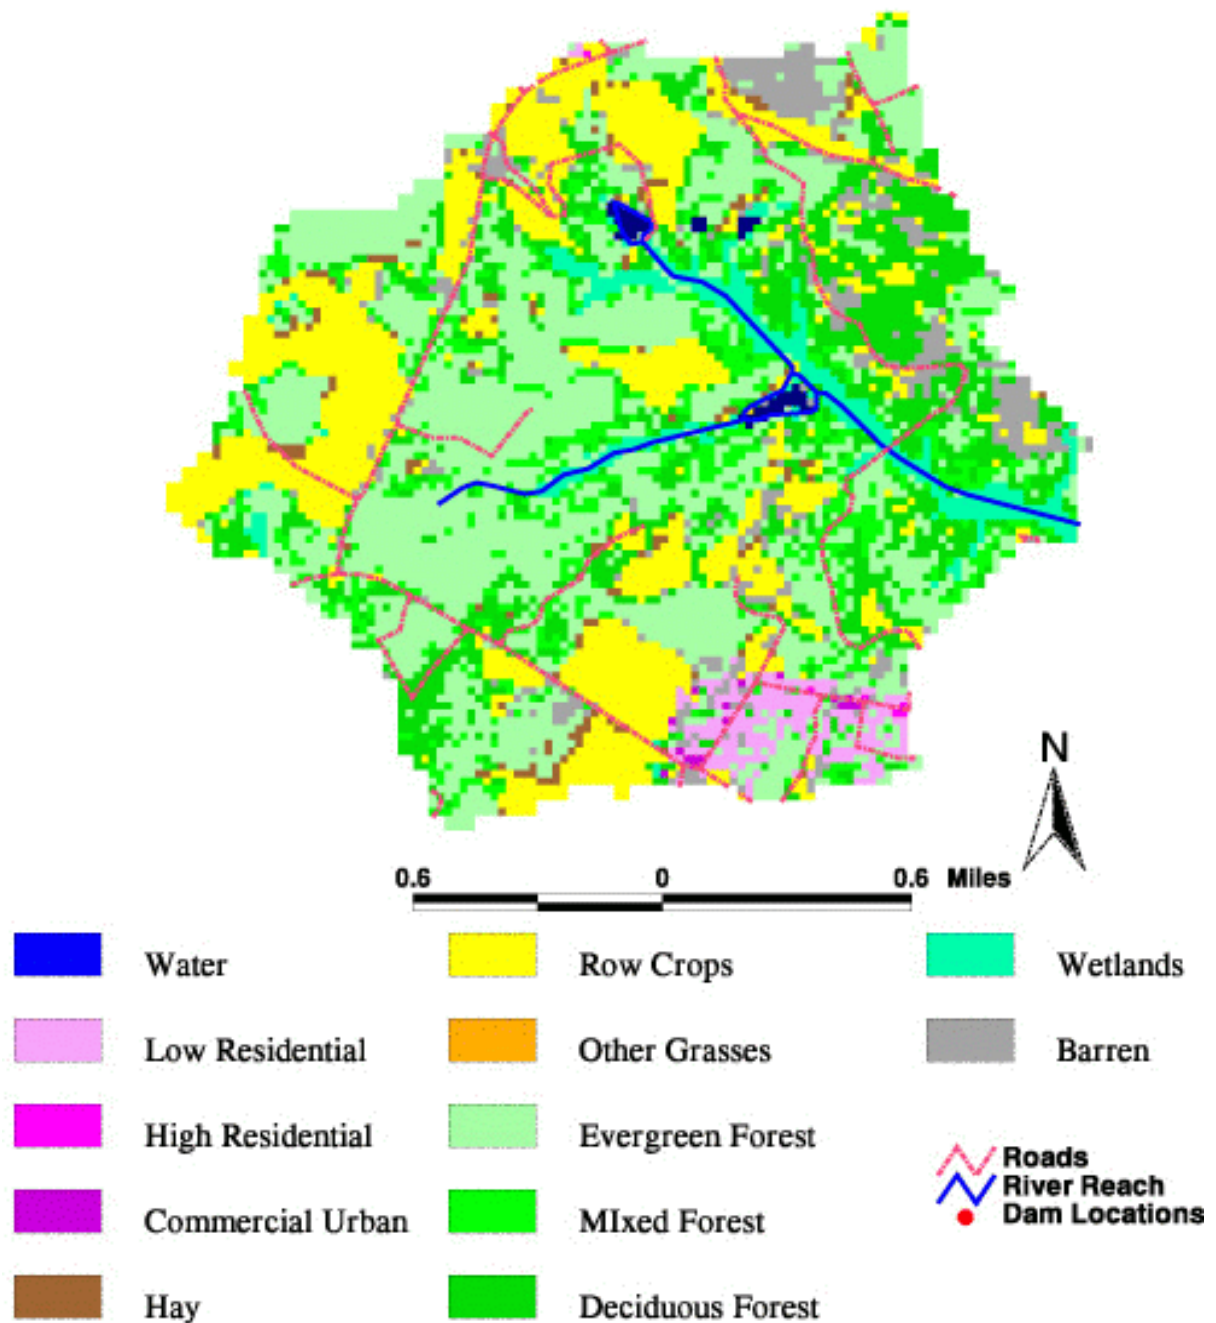 N
0.6 0 0.6 Miles
Water Row Crops Wetlands
Low Residential Other Grasses Barren
High Residential Evergreen Forest
Roads
River Reach
Commercial Urban MIxed Forest Dam Locations
Hay Deciduous Forest